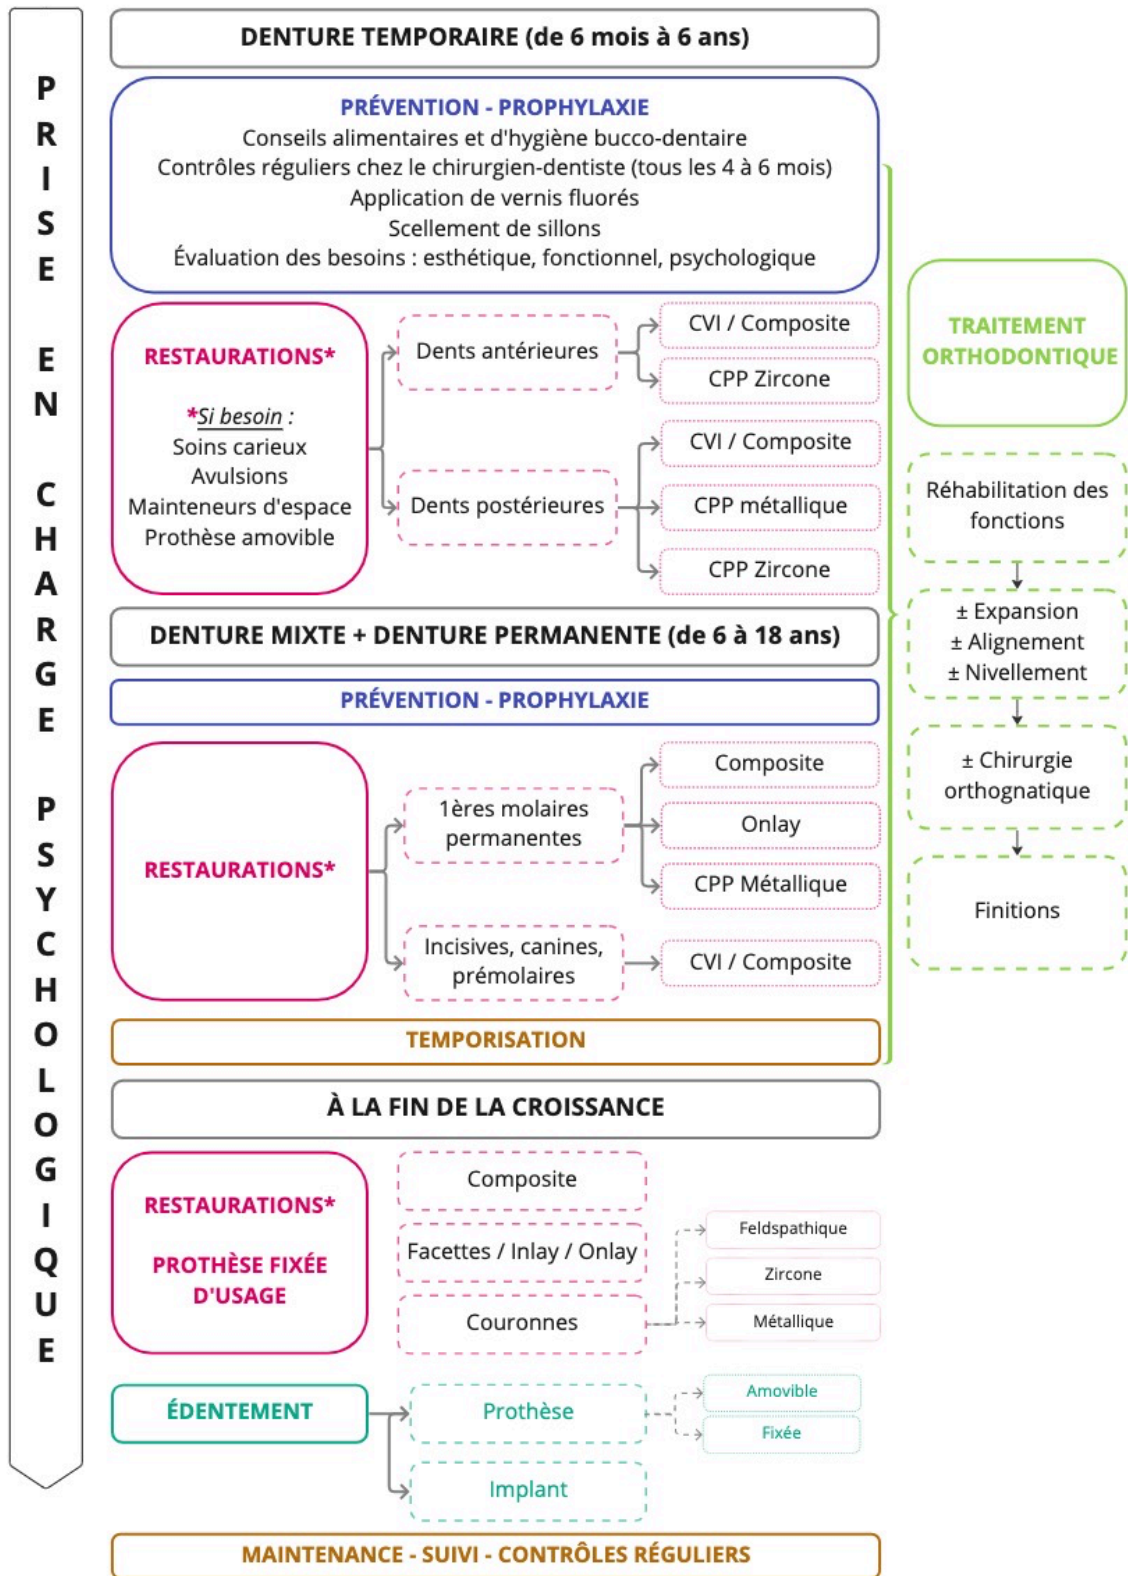 PRISE EN CHARGE PSYCHOLOGIQUE
DENTURE TEMPORAIRE (de 6 mois à 6 ans)
PRÉVENTION - PROPHYLAXIE
Conseils alimentaires et d'hygiène bucco-dentaire
Contrôles réguliers chez le chirurgien-dentiste (tous les 4 à 6 mois)
Application de vernis fluorés
Scellement de sillons
Évaluation des besoins : esthétique, fonctionnel, psychologique
RESTAURATIONS*
*Si besoin :
Soins carieux
Avulsions
Mainteneurs d'espace
Prothèse amovible
Dents antérieures
CVI / Composite
CPP Zircone
Dents postérieures
CVI / Composite
CPP métallique
CPP Zircone
DENTURE MIXTE + DENTURE PERMANENTE (de 6 à 18 ans)
PRÉVENTION - PROPHYLAXIE
RESTAURATIONS*
1ères molaires
permanentes
Composite
Onlay
CPP Métallique
Incisives, canines,
prémolaires
CVI / Composite
TEMPORISATION
TRAITEMENT
ORTHODONTIQUE
Réhabilitation des
fonctions
± Expansion
± Alignement
± Nivellement
± Chirurgie
orthognatique
Finitions
À LA FIN DE LA CROISSANCE
RESTAURATIONS*
PROTHÈSE FIXÉE
D'USAGE
Composite
Facettes / Inlay / Onlay
Couronnes
Feldspathique
Zircone
Métallique
ÉDENTEMENT
Prothèse
Amovible
Fixée
Implant
MAINTENANCE - SUIVI - CONTRÔLES RÉGULIERS